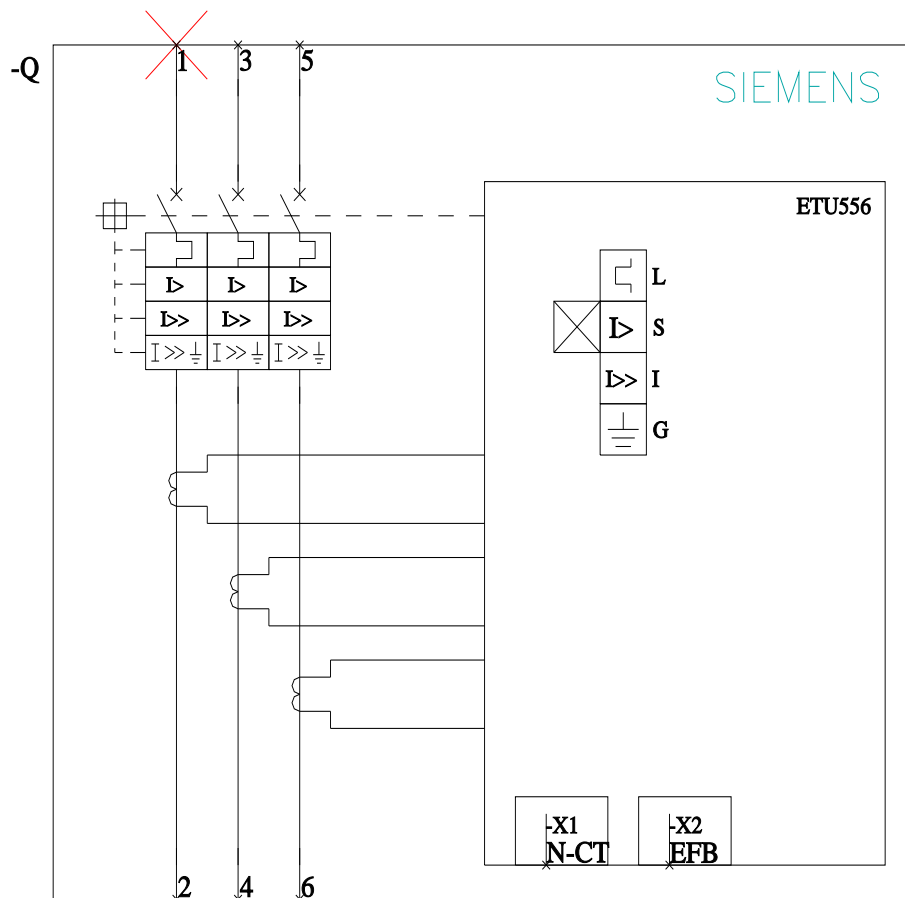 1 3 5
-Q
SIEMENS
ETU556
L
I> I> I> I> S
I>> I>> I>>
I>> I>> I>>
I>> I
G
-X1 -X2
N-CT EFB
2 4 6